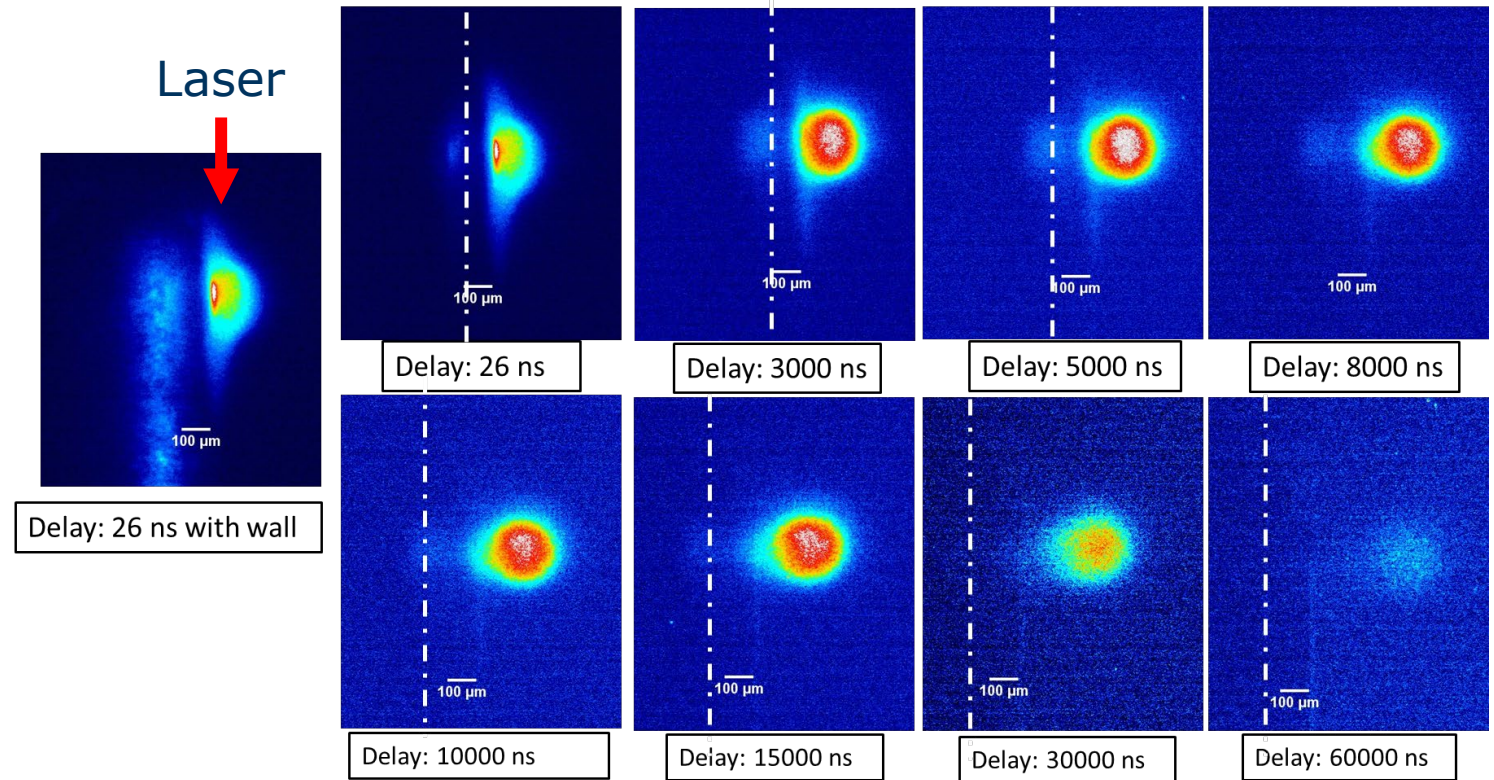 Laser
100 µm
100 µm
100 µm
100 µm
Delay: 26 ns
Delay: 3000 ns
Delay: 5000 ns
Delay: 8000 ns
100 µm
Delay: 26 ns with wall
100 µm
100 µm
100 µm
100 µm
Delay: 10000 ns
Delay: 15000 ns
Delay: 30000 ns
Delay: 60000 ns